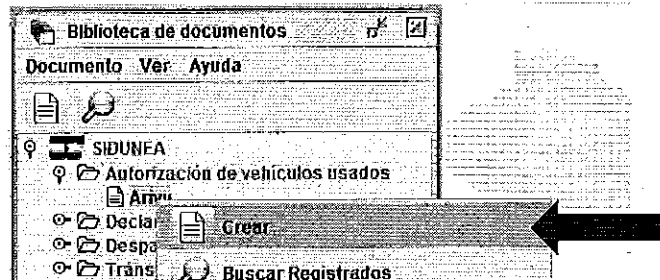 Biblioteca de documentos
Documento Ver Ayuda
SIDUNEA
Autorización de vehículos usados
Crear
Buscar Registrados